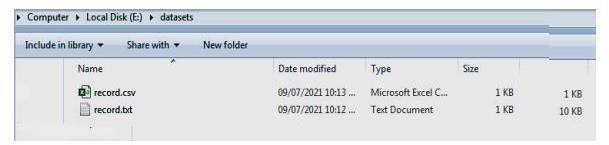 Computer ▸ Local Disk (E:) ▸ datasets
Include in library ▾ Share with ▾ New folder
Name Date modified Type Size
record.csv 09/07/2021 10:13 ... Microsoft Excel C... 1 KB 1 KB
record.txt 09/07/2021 10:12 ... Text Document 1 KB 10 KB